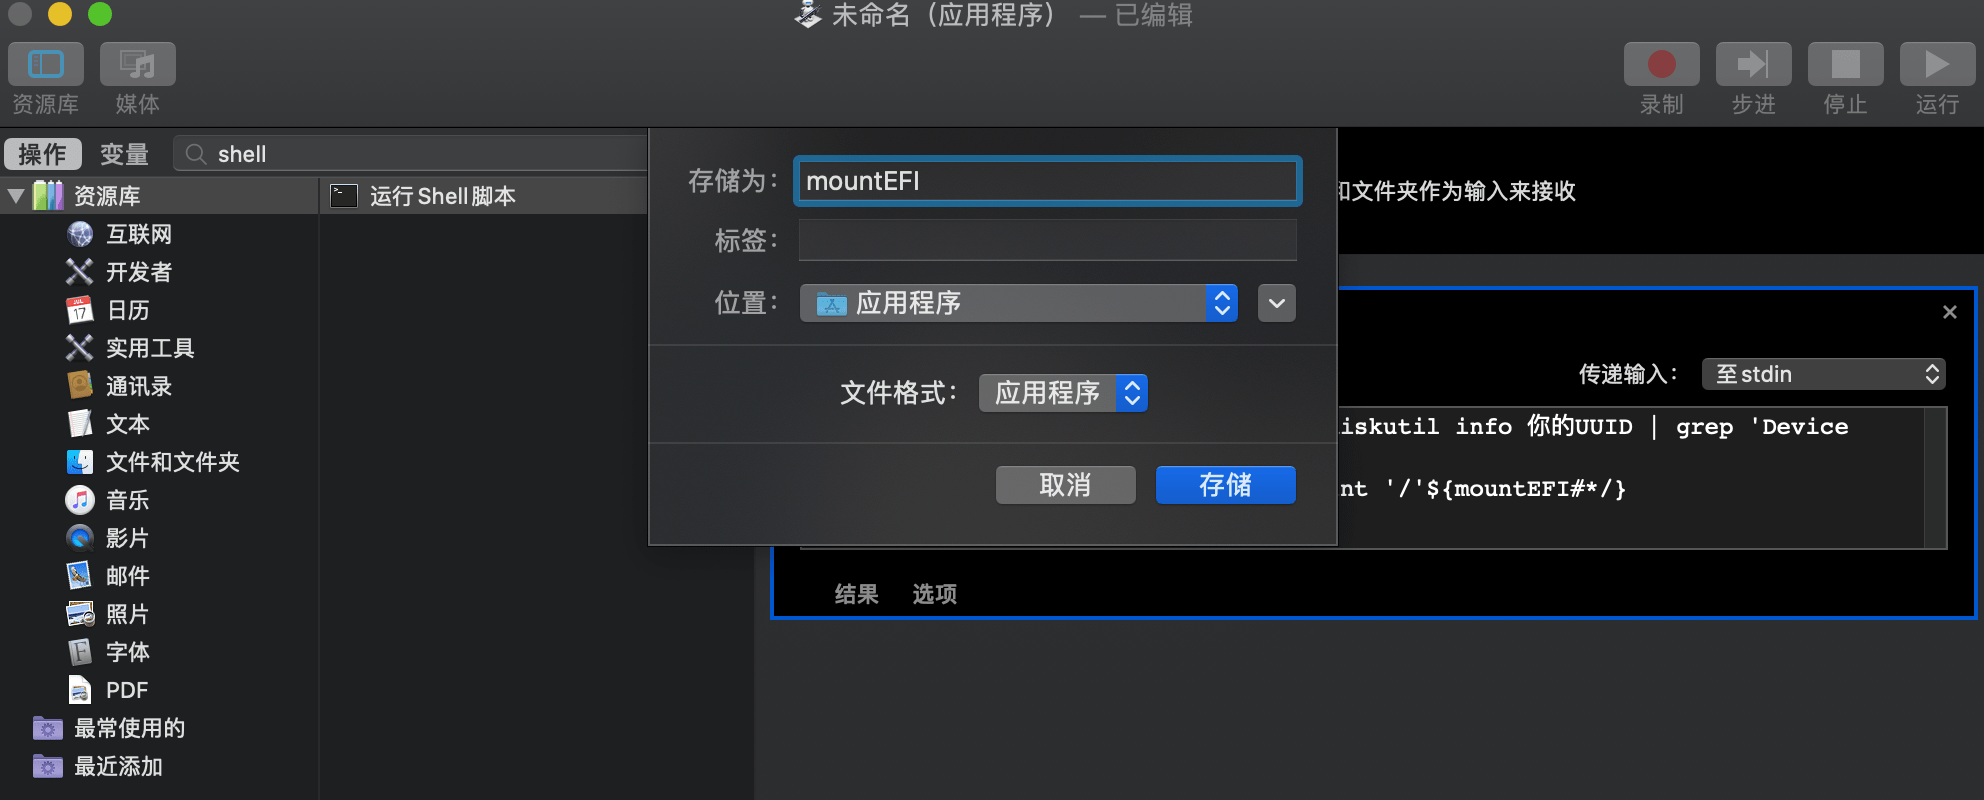 未命名（应用程序） — 已编辑
资源库
媒体
录制
步进
停止
运行
操作
变量
shell
资源库
互联网
开发者
日历
实用工具
通讯录
文本
文件和文件夹
音乐
影片
邮件
照片
字体
PDF
最常使用的
最近添加
运行Shell脚本
存储为：
mountEFI
标签：
位置：
应用程序
文件格式：
应用程序
取消
存储
文件夹作为输入来接收
传递输入：
至stdin
iskutil info 你的UUID | grep 'Device
nt '/'${mountEFI#*/}
结果
选项